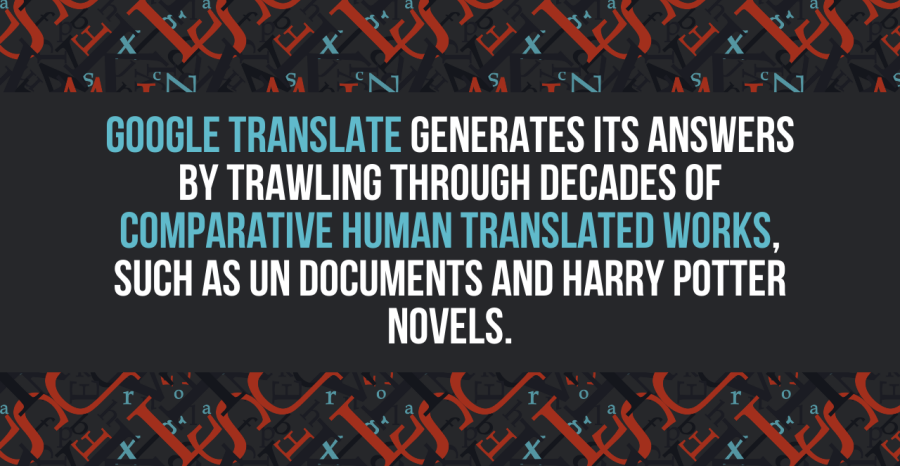 GOOGLE TRANSLATE GENERATES ITS ANSWERS
BY TRAWLING THROUGH DECADES OF
COMPARATIVE HUMAN TRANSLATED WORKS,
SUCH AS UN DOCUMENTS AND HARRY POTTER
NOVELS.